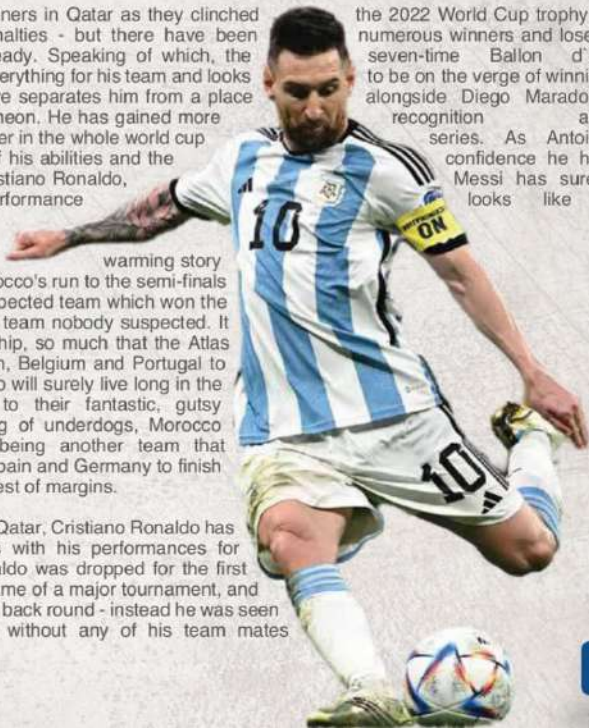 ners in Qatar as they clinched the 2022 World Cup trophy
nalties - but there have been numerous winners and lose
eady. Speaking of which, the seven-time Ballon d`
erything for his team and looks to be on the verge of winni
e separates him from a place alongside Diego Marado
neon. He has gained more recognition a
er in the whole world cup series. As Antoi
f his abilities and the confidence he h
stiano Ronaldo, Messi has sure
rformance looks like
warming story
occo's run to the semi-finals
pected team which won the
team nobody suspected. It
hip, so much that the Atlas
n, Belgium and Portugal to
o will surely live long in the
to their fantastic, gutsy
g of underdogs, Morocco
being another team that
pain and Germany to finish
est of margins.
Qatar, Cristiano Ronaldo has
s with his performances for
aldo was dropped for the first
ame of a major tournament, and
back round - instead he was seen
without any of his team mates
10
ON
10